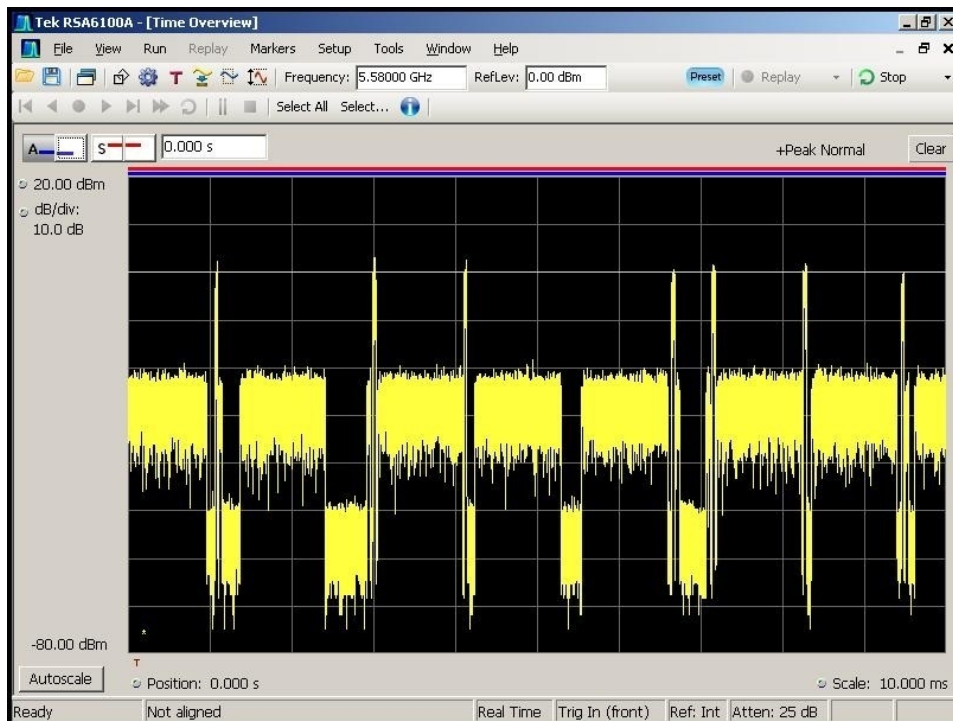 Tek RSA6100A - [Time Overview]
File View Run Replay Markers Setup Tools Window Help
T Frequency: 5.58000 GHz RefLev: 0.00 dBm Preset Replay Stop
Select All Select...
A S 0.000 s +Peak Normal Clear
20.00 dBm
dB/div:
10.0 dB
-80.00 dBm
T
Autoscale Position: 0.000 s Scale: 10.000 ms
Ready Not aligned Real Time Trig In (front) Ref: Int Atten: 25 dB